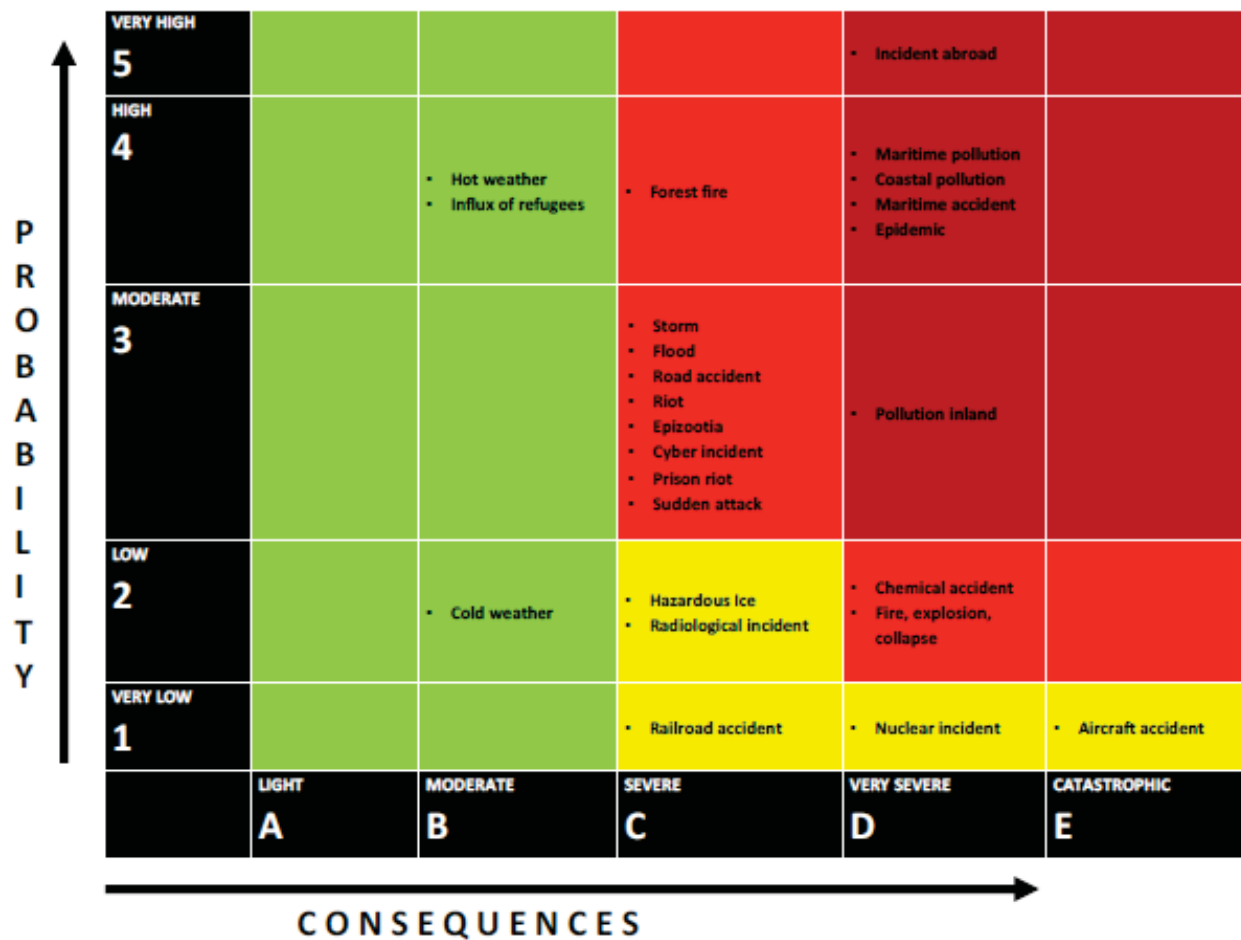 PROBABILITY
VERY HIGH
5
• Incident abroad
HIGH
4
• Hot weather
• Influx of refugees
• Forest fire
• Maritime pollution
• Coastal pollution
• Maritime accident
• Epidemic
MODERATE
3
• Storm
• Flood
• Road accident
• Riot
• Epizootia
• Cyber incident
• Prison riot
• Sudden attack
• Pollution inland
LOW
2
• Cold weather
• Hazardous Ice
• Radiological incident
• Chemical accident
• Fire, explosion,
collapse
VERY LOW
1
• Railroad accident
• Nuclear incident
• Aircraft accident
LIGHT
A
MODERATE
B
SEVERE
C
VERY SEVERE
D
CATASTROPHIC
E
CONSEQUENCES